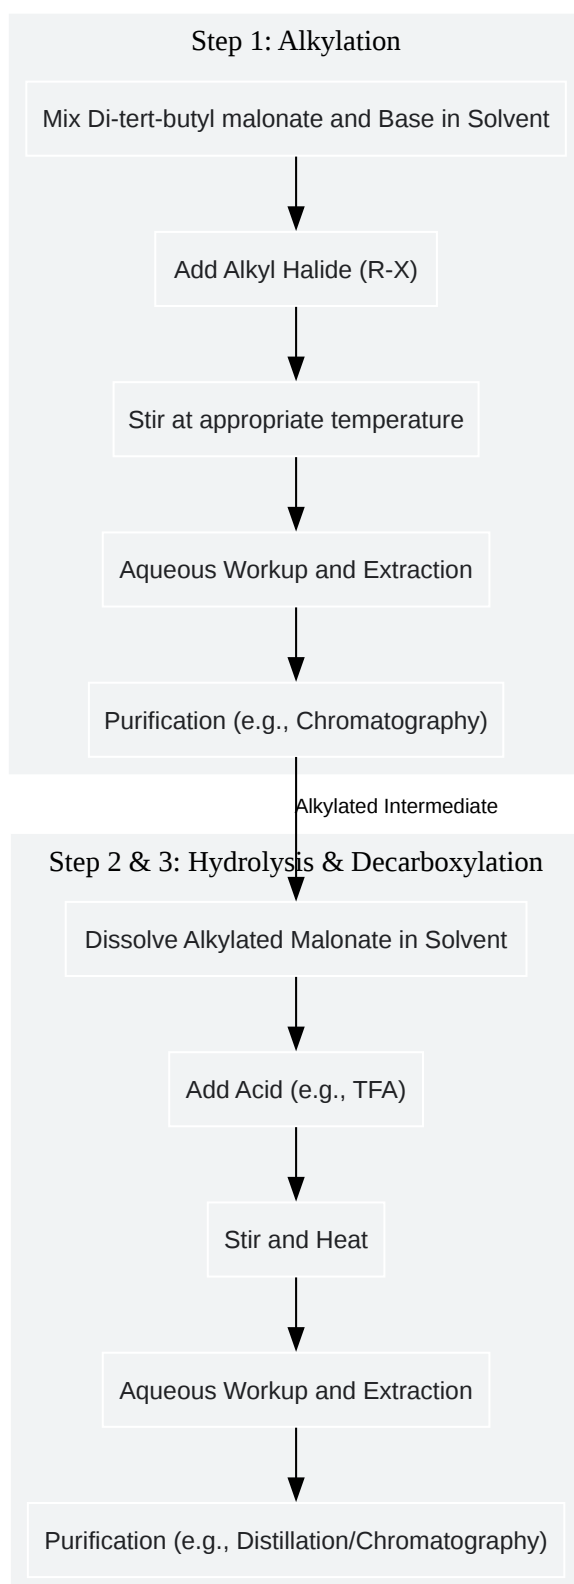 Step 1: Alkylation
Mix Di-tert-butyl malonate and Base in Solvent
Add Alkyl Halide (R-X)
Stir at appropriate temperature
Aqueous Workup and Extraction
Purification (e.g., Chromatography)
Alkylated Intermediate
Step 2 & 3: Hydrolysis & Decarboxylation
Dissolve Alkylated Malonate in Solvent
Add Acid (e.g., TFA)
Stir and Heat
Aqueous Workup and Extraction
Purification (e.g., Distillation/Chromatography)